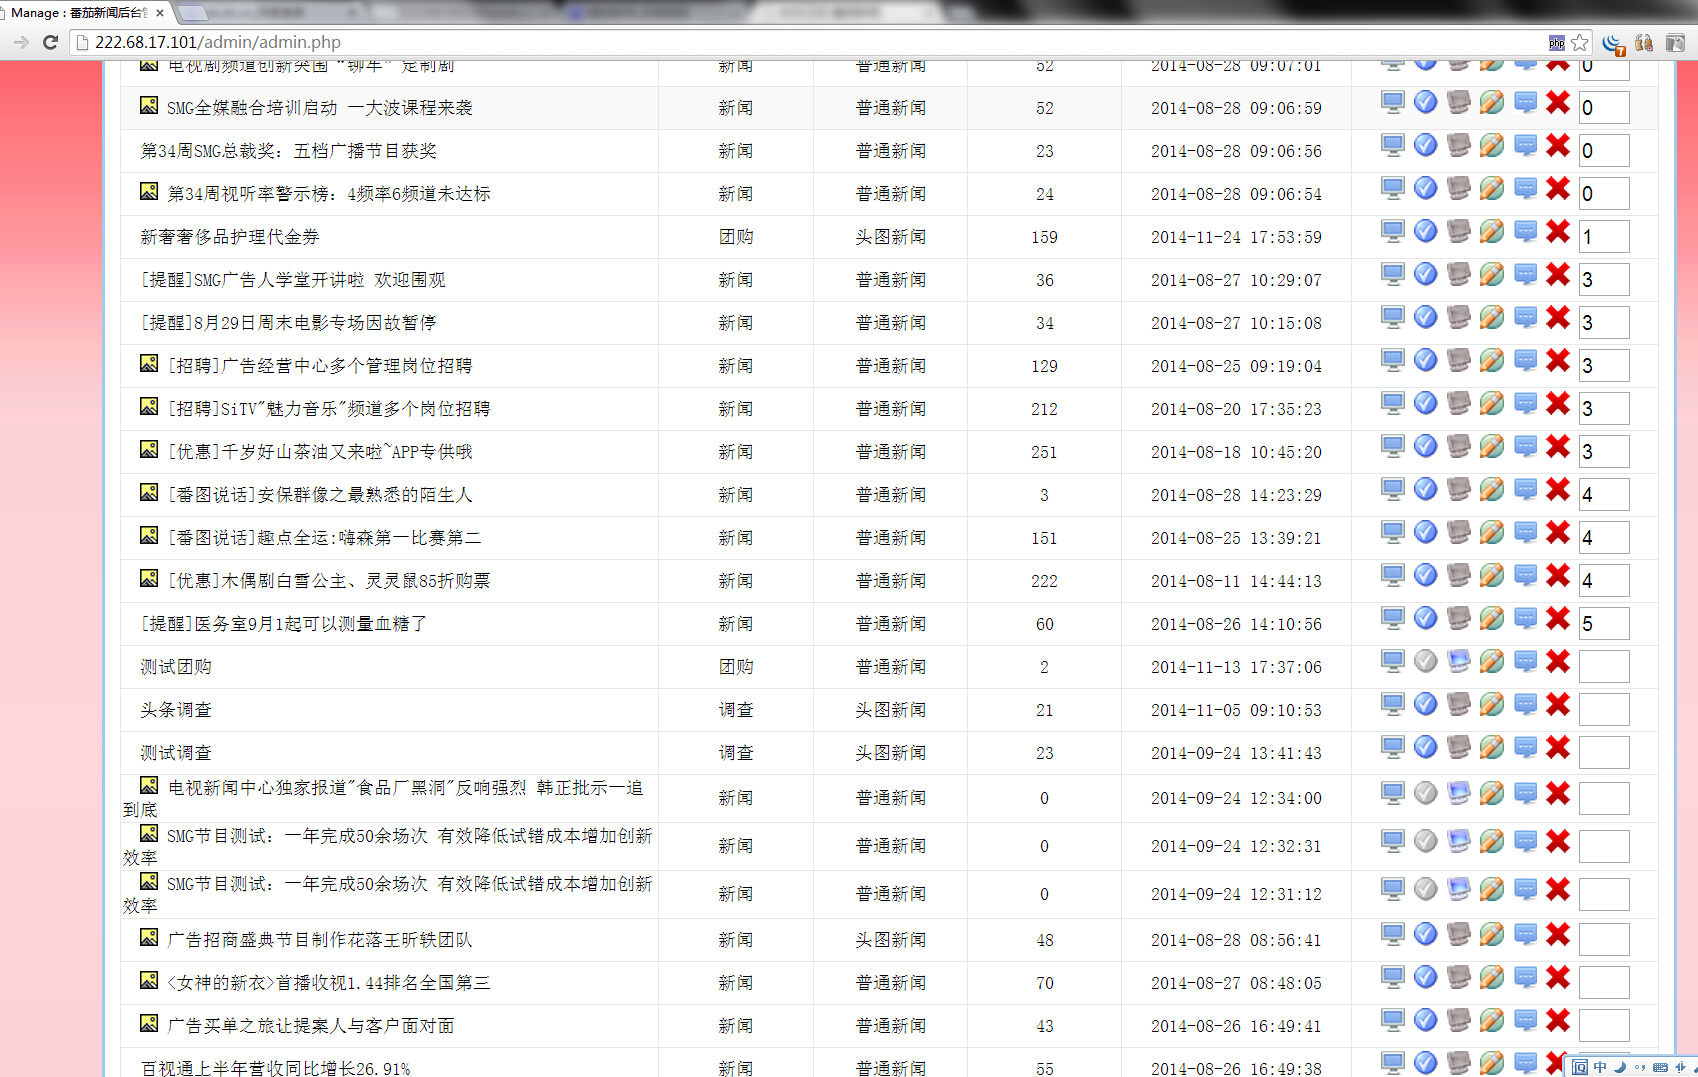 Manage : 番茄新闻后台管
222.68.17.101/admin/admin.php
php
7
电视剧频道创新突围 "铆牢" 定制周 新闻 普通新闻 52 2014-08-28 09:07:01 0
SMG全媒融合培训启动 一大波课程来袭 新闻 普通新闻 52 2014-08-28 09:06:59 0
第34周SMG总裁奖：五档广播节目获奖 新闻 普通新闻 23 2014-08-28 09:06:56 0
第34周视听率警示榜：4频率6频道未达标 新闻 普通新闻 24 2014-08-28 09:06:54 0
新奢奢侈品护理代金券 团购 头图新闻 159 2014-11-24 17:53:59 1
[提醒]SMG广告人学堂开讲啦 欢迎围观 新闻 普通新闻 36 2014-08-27 10:29:07 3
[提醒]8月29日周末电影专场因故暂停 新闻 普通新闻 34 2014-08-27 10:15:08 3
[招聘]广告经营中心多个管理岗位招聘 新闻 普通新闻 129 2014-08-25 09:19:04 3
[招聘]SiTV"魅力音乐"频道多个岗位招聘 新闻 普通新闻 212 2014-08-20 17:35:23 3
[优惠]千岁好山茶油又来啦~APP专供哦 新闻 普通新闻 251 2014-08-18 10:45:20 3
[番图说话]安保群像之最熟悉的陌生人 新闻 普通新闻 3 2014-08-28 14:23:29 4
[番图说话]趣点全运:嗨森第一比赛第二 新闻 普通新闻 151 2014-08-25 13:39:21 4
[优惠]木偶剧白雪公主、灵灵鼠85折购票 新闻 普通新闻 222 2014-08-11 14:44:13 4
[提醒]医务室9月1起可以测量血糖了 新闻 普通新闻 60 2014-08-26 14:10:56 5
测试团购 团购 普通新闻 2 2014-11-13 17:37:06
头条调查 调查 头图新闻 21 2014-11-05 09:10:53
测试调查 调查 头图新闻 23 2014-09-24 13:41:43
电视新闻中心独家报道"食品厂黑洞"反响强烈 韩正批示一追
到底 新闻 普通新闻 0 2014-09-24 12:34:00
SMG节目测试：一年完成50余场次 有效降低试错成本增加创新
效率 新闻 普通新闻 0 2014-09-24 12:32:31
SMG节目测试：一年完成50余场次 有效降低试错成本增加创新
效率 新闻 普通新闻 0 2014-09-24 12:31:12
广告招商盛典节目制作花落王昕轶团队 新闻 头图新闻 48 2014-08-28 08:56:41
<女神的新衣>首播收视1.44排名全国第三 新闻 普通新闻 70 2014-08-27 08:48:05
广告买单之旅让提案人与客户面对面 新闻 普通新闻 43 2014-08-26 16:49:41
百视通上半年营收同比增长26.91% 新闻 普通新闻 55 2014-08-26 16:49:38
中